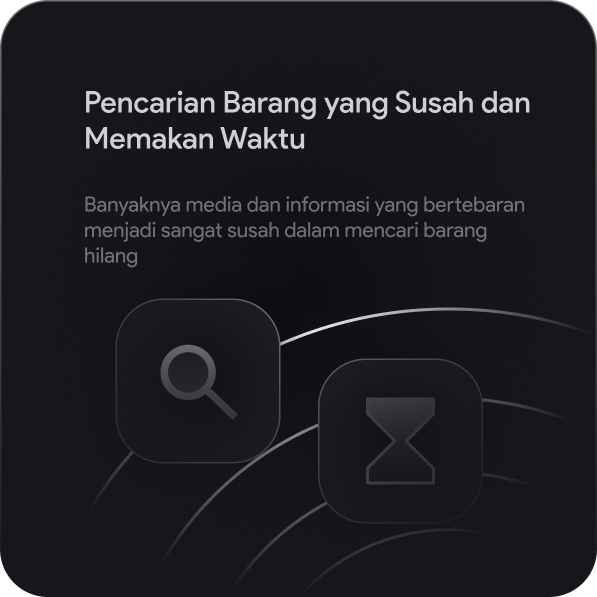 Pencarian Barang yang Susah dan
Memakan Waktu
Banyaknya media dan informasi yang bertebaran
menjadi sangat susah dalam mencari barang
hilang